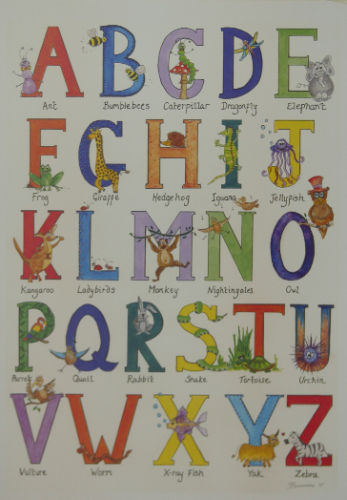 A B C D E
Ant Bumblebees Caterpillar Dragonfly Elephant
F G H I J
Frog Giraffe Hedgehog Iguana Jellyfish
K L M N O
Kangaroo Ladybirds Monkey Nightingales Owl
P Q R S T U
Parrot Quail Rabbit Snake Tortoise Urchin
V W X Y Z
Vulture Worm X-ray Fish Yak Zebra